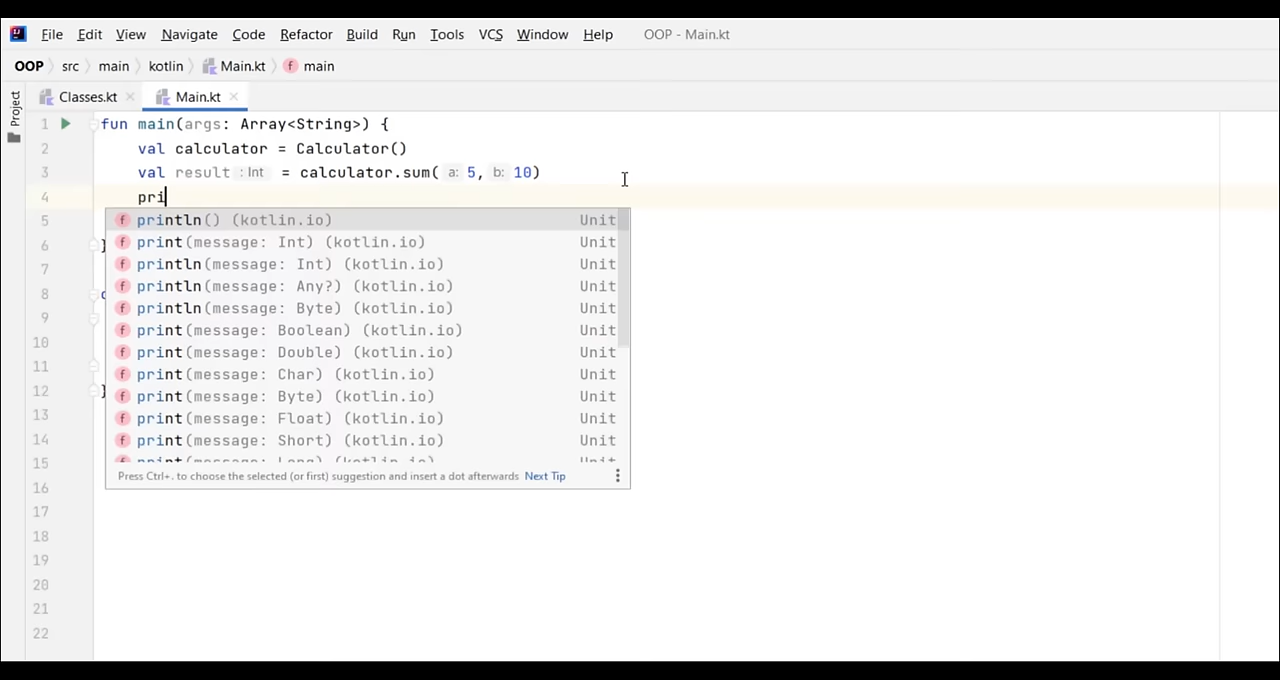 File Edit View Navigate Code Refactor Build Run Tools VCS Window Help OOP - Main.kt
OOP src main kotlin Main.kt main
Project
Classes.kt Main.kt
1 fun main(args: Array<String>) {
2 val calculator = Calculator()
3 val result : Int = calculator.sum( a: 5, b: 10)
4 pri
5 println() (kotlin.io) Unit
6 } print(message: Int) (kotlin.io) Unit
7 println(message: Int) (kotlin.io) Unit
8 println(message: Any?) (kotlin.io) Unit
9 println(message: Byte) (kotlin.io) Unit
10 print(message: Boolean) (kotlin.io) Unit
11 print(message: Double) (kotlin.io) Unit
12 } print(message: Char) (kotlin.io) Unit
13 print(message: Byte) (kotlin.io) Unit
14 print(message: Float) (kotlin.io) Unit
print(message: Short) (kotlin.io) Unit
15 print(message: Long) (kotlin.io) Unit
16 Press Ctrl+. to choose the selected (or first) suggestion and insert a dot afterwards Next Tip
17
18
19
20
21
22